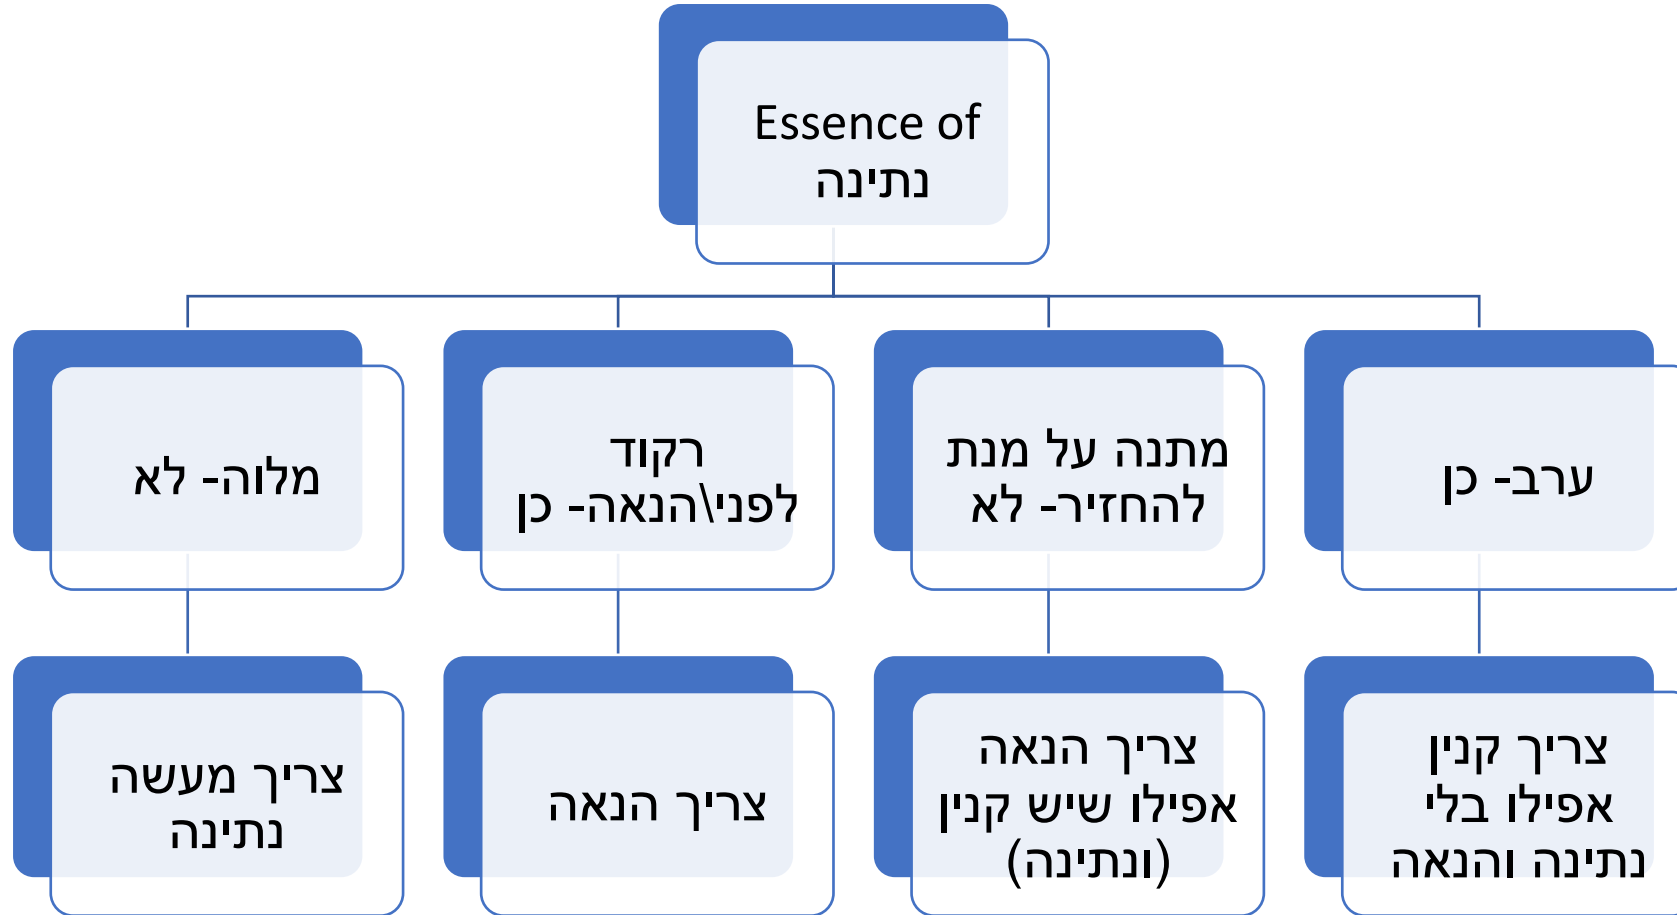 Essence of
נתינה
מלוה- לא
רקוד
לפני\הנאה- כן
מתנה על מנת
להחזיר- לא
ערב- כן
צריך מעשה
נתינה
צריך הנאה
צריך הנאה
אפילו שיש קנין
(ונתינה)
צריך קנין
אפילו בלי
נתינה והנאה